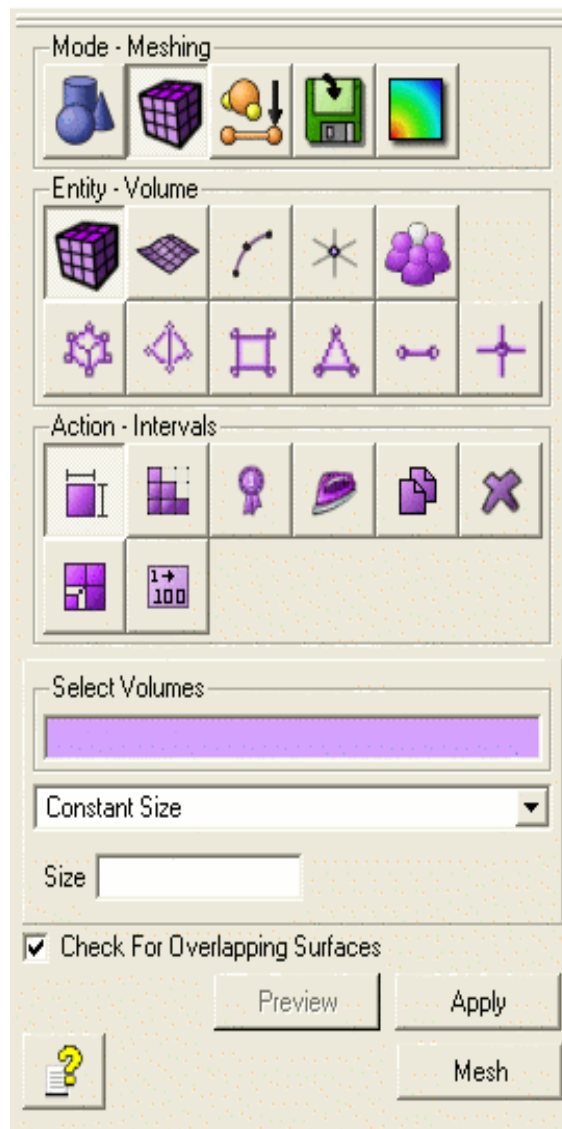 Mode - Meshing
Entity - Volume
Action - Intervals
1
1→
100
Select Volumes
Constant Size
Size
Check For Overlapping Surfaces
Preview Apply
Mesh